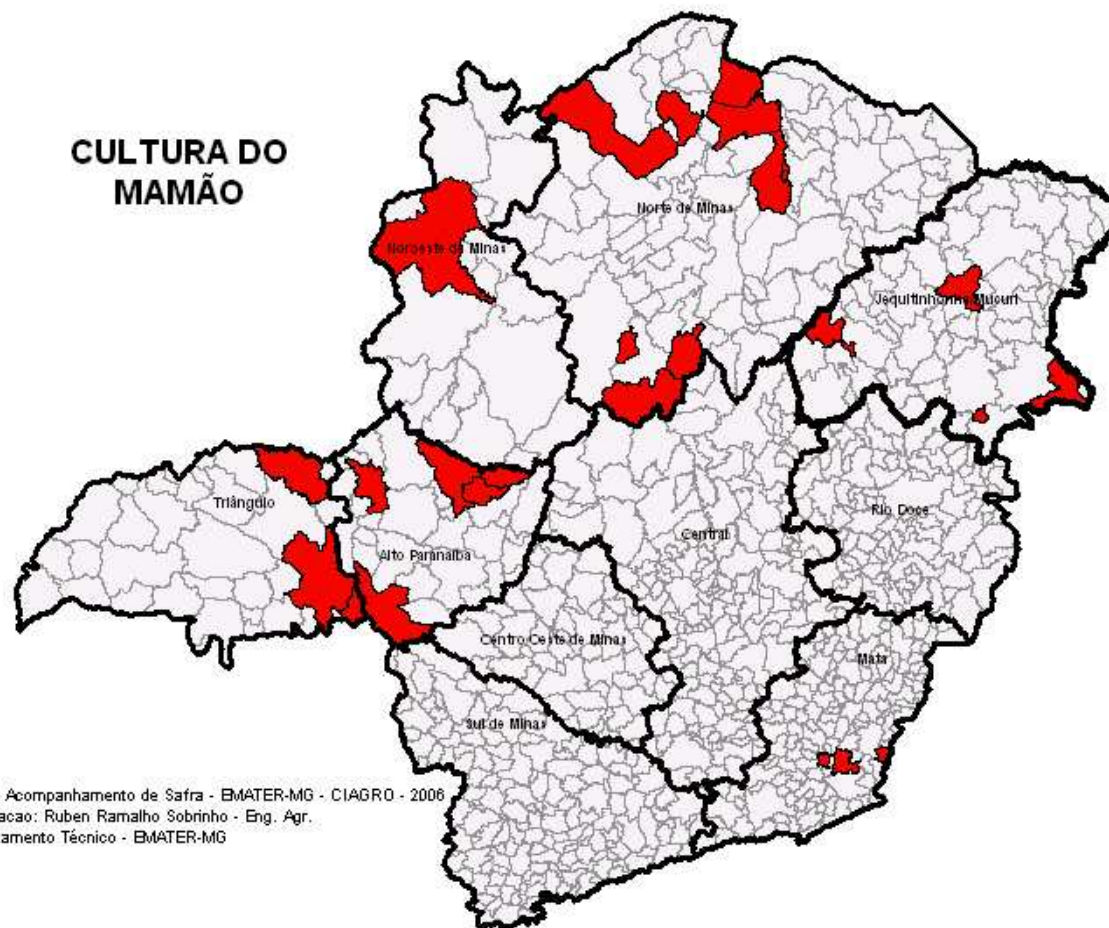 CULTURA DO
MAMÃO
Norte de Minas
Noroeste de Minas
Jequitinhonha Mucuri
Triângulo
Rio Doce
Central
Alto Paranaíba
Centro Oeste de Minas
Mata
Sul de Minas
Acompanhamento de Safra - EMATER-MG - CIAGRO - 2006
acao: Ruben Ramalho Sobrinho - Eng. Agr.
amento Técnico - EMATER-MG